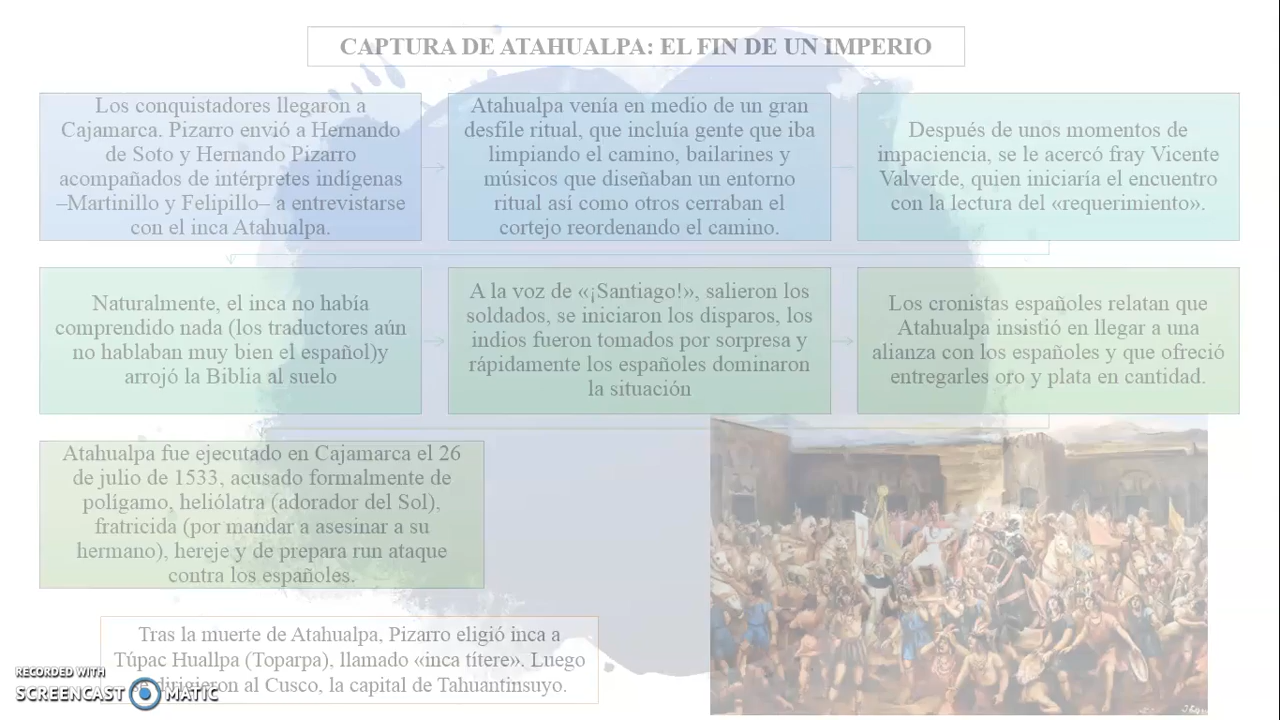 CAPTURA DE ATAHUALPA: EL FIN DE UN IMPERIO
Los conquistadores llegaron a
Cajamarca. Pizarro envió a Hernando
de Soto y Hernando Pizarro
acompañados de intérpretes indígenas
–Martinillo y Felipillo– a entrevistarse
con el inca Atahualpa.
Atahualpa venía en medio de un gran
desfile ritual, que incluía gente que iba
limpiando el camino, bailarines y
músicos que diseñaban un entorno
ritual así como otros cerraban el
cortejo reordenando el camino.
Después de unos momentos de
impaciencia, se le acercó fray Vicente
Valverde, quien iniciaría el encuentro
con la lectura del «requerimiento».
Naturalmente, el inca no había
comprendido nada (los traductores aún
no hablaban muy bien el español)y
arrojó la Biblia al suelo
A la voz de «¡Santiago!», salieron los
soldados, se iniciaron los disparos, los
indios fueron tomados por sorpresa y
rápidamente los españoles dominaron
la situación
Los cronistas españoles relatan que
Atahualpa insistió en llegar a una
alianza con los españoles y que ofreció
entregarles oro y plata en cantidad.
Atahualpa fue ejecutado en Cajamarca el 26
de julio de 1533, acusado formalmente de
polígamo, heliólatra (adorador del Sol),
fratricida (por mandar a asesinar a su
hermano), hereje y de prepara run ataque
contra los españoles.
Tras la muerte de Atahualpa, Pizarro eligió inca a
Túpac Huallpa (Toparpa), llamado «inca títere». Luego
se dirigieron al Cusco, la capital de Tahuantinsuyo.
RECORDED WITH
SCREENCAST MATIC